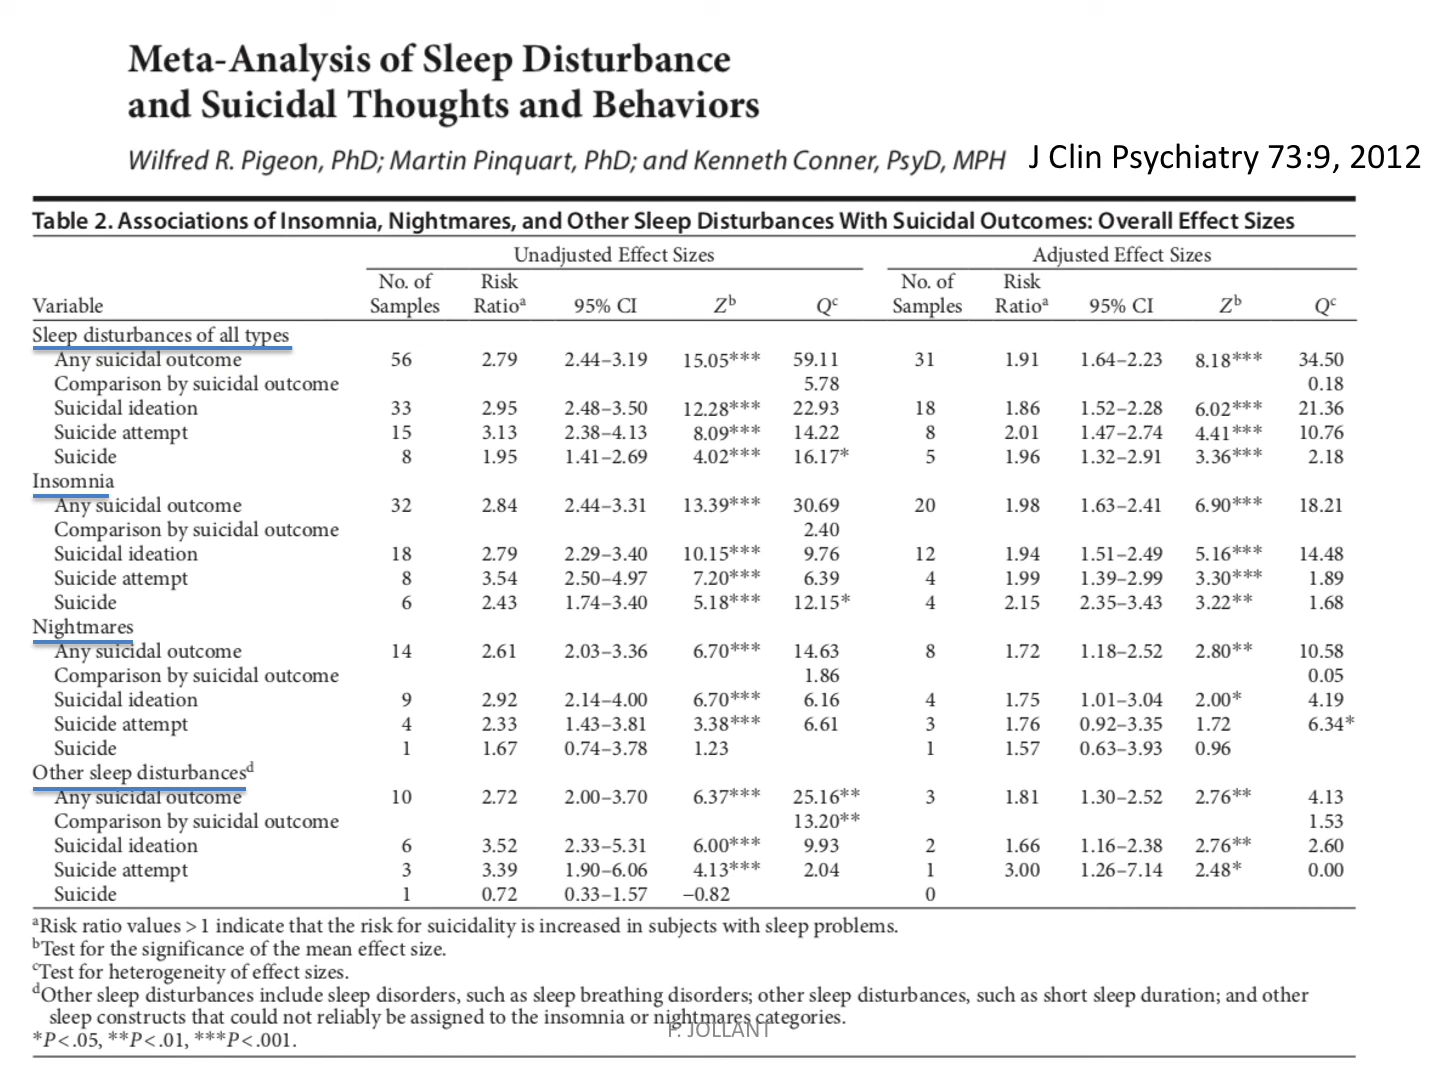 Meta-Analysis of Sleep Disturbance
and Suicidal Thoughts and Behaviors
Wilfred R. Pigeon, PhD; Martin Pinquart, PhD; and Kenneth Conner, PsyD, MPH J Clin Psychiatry 73:9, 2012
Table 2. Associations of Insomnia, Nightmares, and Other Sleep Disturbances With Suicidal Outcomes: Overall Effect Sizes
Unadjusted Effect Sizes Adjusted Effect Sizes
No. of Risk No. of Risk
Variable Samples Ratioa 95% CI Zb Qc Samples Ratioa 95% CI Zb Qc
Sleep disturbances of all types
Any suicidal outcome 56 2.79 2.44–3.19 15.05*** 59.11 31 1.91 1.64–2.23 8.18*** 34.50
Comparison by suicidal outcome 5.78 0.18
Suicidal ideation 33 2.95 2.48–3.50 12.28*** 22.93 18 1.86 1.52–2.28 6.02*** 21.36
Suicide attempt 15 3.13 2.38–4.13 8.09*** 14.22 8 2.01 1.47–2.74 4.41*** 10.76
Suicide 8 1.95 1.41–2.69 4.02*** 16.17* 5 1.96 1.32–2.91 3.36*** 2.18
Insomnia
Any suicidal outcome 32 2.84 2.44–3.31 13.39*** 30.69 20 1.98 1.63–2.41 6.90*** 18.21
Comparison by suicidal outcome 2.40
Suicidal ideation 18 2.79 2.29–3.40 10.15*** 9.76 12 1.94 1.51–2.49 5.16*** 14.48
Suicide attempt 8 3.54 2.50–4.97 7.20*** 6.39 4 1.99 1.39–2.99 3.30*** 1.89
Suicide 6 2.43 1.74–3.40 5.18*** 12.15* 4 2.15 2.35–3.43 3.22** 1.68
Nightmares
Any suicidal outcome 14 2.61 2.03–3.36 6.70*** 14.63 8 1.72 1.18–2.52 2.80** 10.58
Comparison by suicidal outcome 1.86 0.05
Suicidal ideation 9 2.92 2.14–4.00 6.70*** 6.16 4 1.75 1.01–3.04 2.00* 4.19
Suicide attempt 4 2.33 1.43–3.81 3.38*** 6.61 3 1.76 0.92–3.35 1.72 6.34*
Suicide 1 1.67 0.74–3.78 1.23 1 1.57 0.63–3.93 0.96
Other sleep disturbancesd
Any suicidal outcome 10 2.72 2.00–3.70 6.37*** 25.16** 3 1.81 1.30–2.52 2.76** 4.13
Comparison by suicidal outcome 13.20** 1.53
Suicidal ideation 6 3.52 2.33–5.31 6.00*** 9.93 2 1.66 1.16–2.38 2.76** 2.60
Suicide attempt 3 3.39 1.90–6.06 4.13*** 2.04 1 3.00 1.26–7.14 2.48* 0.00
Suicide 1 0.72 0.33–1.57 −0.82 0
aRisk ratio values > 1 indicate that the risk for suicidality is increased in subjects with sleep problems.
bTest for the significance of the mean effect size.
cTest for heterogeneity of effect sizes.
dOther sleep disturbances include sleep disorders, such as sleep breathing disorders; other sleep disturbances, such as short sleep duration; and other
sleep constructs that could not reliably be assigned to the insomnia or nightmares categories.
F. JOLLANT
*P < .05, **P < .01, ***P < .001.